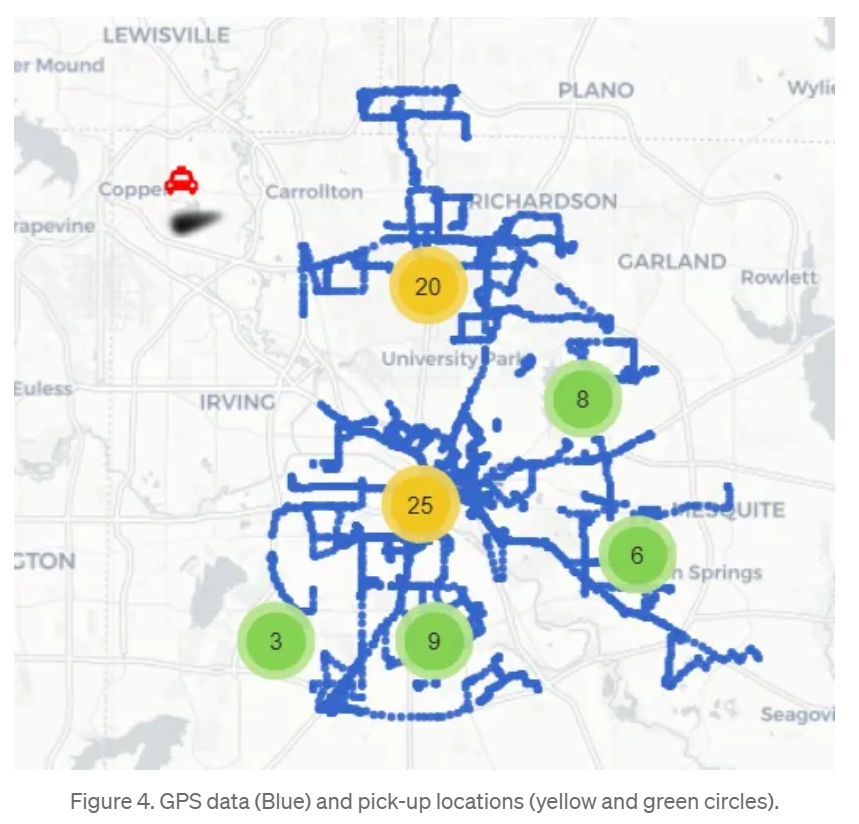 LEWISVILLE
er Mound
PLANO
Wylie
Coppe
Carrollton
RICHARDSON
rapevine
GARLAND
Rowlett
20
University Park
Euless
IRVING
8
25
MESQUITE
GTON
6
n Springs
3
9
Seagovi
Figure 4. GPS data (Blue) and pick-up locations (yellow and green circles).